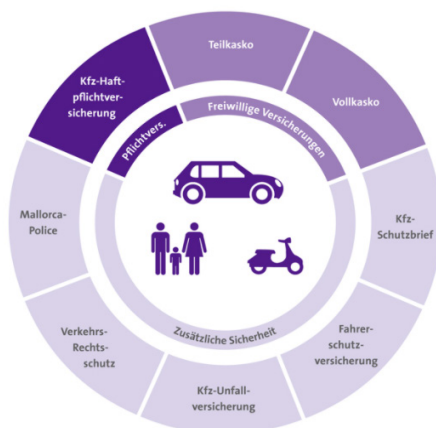 Teilkasko
Kfz-Haft-
pflichtver-
sicherung
Vollkasko
Pflichtvers.
Freiwillige Versicherungen
Mallorca-
Police
Kfz-
Schutzbrief
Zusätzliche Sicherheit
Verkehrs-
Rechts-
schutz
Fahrer-
schutz-
versicherung
Kfz-Unfall-
versicherung